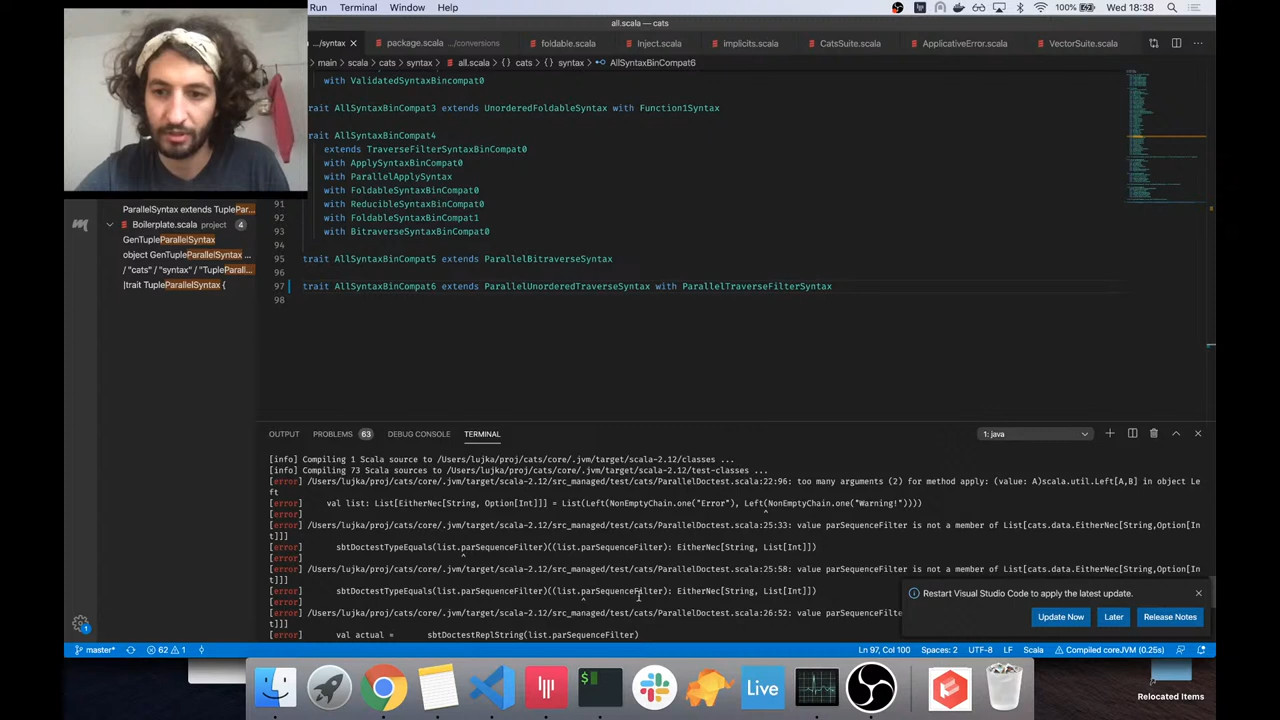 Run Terminal Window Help
100% Wed 18:38
all.scala — cats
.../syntax × package.scala .../conversions foldable.scala Inject.scala implicits.scala CatsSuite.scala ApplicativeError.scala VectorSuite.scala
main › scala › cats › syntax › all.scala › {} cats › {} syntax › AllSyntaxBinCompat6
with ValidatedSyntaxBincompat0
trait AllSyntaxBinCompat3 extends UnorderedFoldableSyntax with Function1Syntax
trait AllSyntaxBinCompat4
extends TraverseFilterSyntaxBinCompat0
with ApplySyntaxBinCompat0
with ParallelApplySyntax
with FoldableSyntaxBinCompat0
91 with ReducibleSyntaxBinCompat0
92 with FoldableSyntaxBinCompat1
93 with BitraverseSyntaxBinCompat0
94
95 trait AllSyntaxBinCompat5 extends ParallelBitraverseSyntax
96
97 trait AllSyntaxBinCompat6 extends ParallelUnorderedTraverseSyntax with ParallelTraverseFilterSyntax
98
ParallelSyntax extends TuplePar...
Boilerplate.scala project 4
GenTupleParallelSyntax
object GenTupleParallelSyntax ...
/ "cats" / "syntax" / "TupleParall...
|trait TupleParallelSyntax {
OUTPUT PROBLEMS 63 DEBUG CONSOLE TERMINAL 1: java
[info] Compiling 1 Scala source to /Users/lujka/proj/cats/core/.jvm/target/scala-2.12/classes ...
[info] Compiling 73 Scala sources to /Users/lujka/proj/cats/core/.jvm/target/scala-2.12/test-classes ...
[error] /Users/lujka/proj/cats/core/.jvm/target/scala-2.12/src_managed/test/cats/ParallelDoctest.scala:22:96: too many arguments (2) for method apply: (value: A)scala.util.Left[A,B] in object Le
ft
[error] val list: List[EitherNec[String, Option[Int]]] = List(Left(NonEmptyChain.one("Error"), Left(NonEmptyChain.one("Warning!"))))
[error] ^
[error] /Users/lujka/proj/cats/core/.jvm/target/scala-2.12/src_managed/test/cats/ParallelDoctest.scala:25:33: value parSequenceFilter is not a member of List[cats.data.EitherNec[String,Option[In
t]]]
[error] sbtDoctestTypeEquals(list.parSequenceFilter)((list.parSequenceFilter): EitherNec[String, List[Int]])
[error] ^
[error] /Users/lujka/proj/cats/core/.jvm/target/scala-2.12/src_managed/test/cats/ParallelDoctest.scala:25:58: value parSequenceFilter is not a member of List[cats.data.EitherNec[String,Option[In
t]]]
[error] sbtDoctestTypeEquals(list.parSequenceFilter)((list.parSequenceFilter): EitherNec[String, List[Int]])
[error] ^
[error] /Users/lujka/proj/cats/core/.jvm/target/scala-2.12/src_managed/test/cats/ParallelDoctest.scala:26:52: value parSequenceFilter
t]]]
[error] val actual = sbtDoctestReplString(list.parSequenceFilter)
Restart Visual Studio Code to apply the latest update.
Update Now Later Release Notes
1
master* 62 1 Ln 97, Col 100 Spaces: 2 UTF-8 LF Scala Compiled coreJVM (0.25s)
Live
Relocated Items